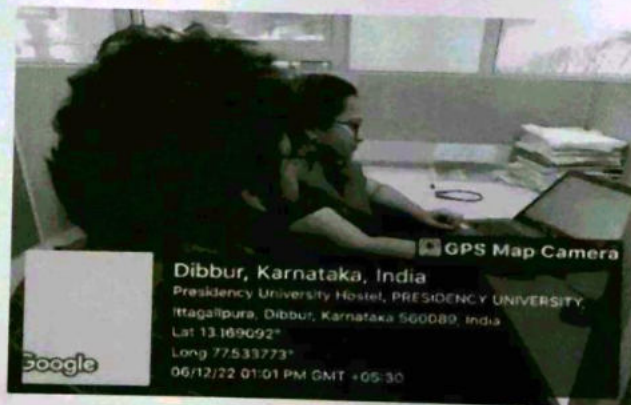 GPS Map Camera
Dibbur, Karnataka, India
Presidency University Hostel, PRESIDENCY UNIVERSITY,
Ittagallpura, Dibbur, Karnataka 560089, India
Lat 13.169092°
Long 77.533773°
06/12/22 01:01 PM GMT +05:30
Google